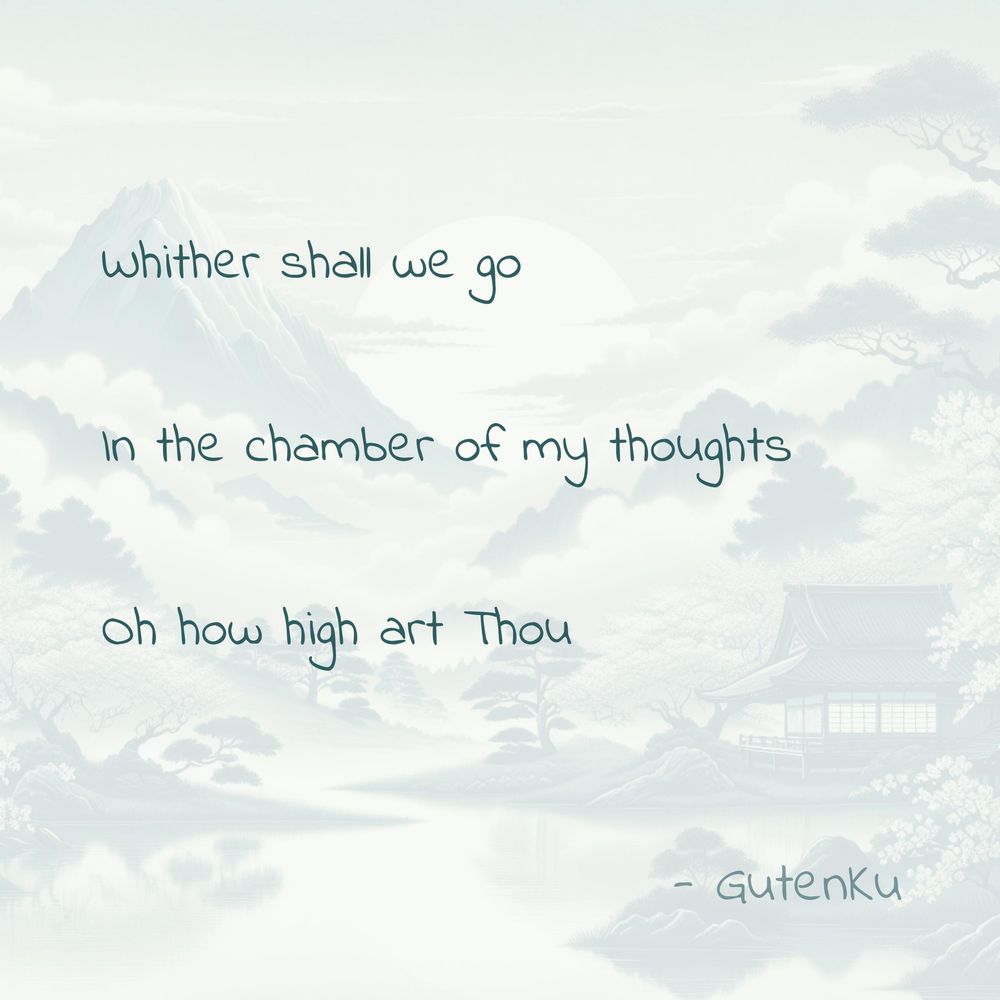 Whither shall we go
In the chamber of my thoughts
Oh how high art Thou
- GutenKu